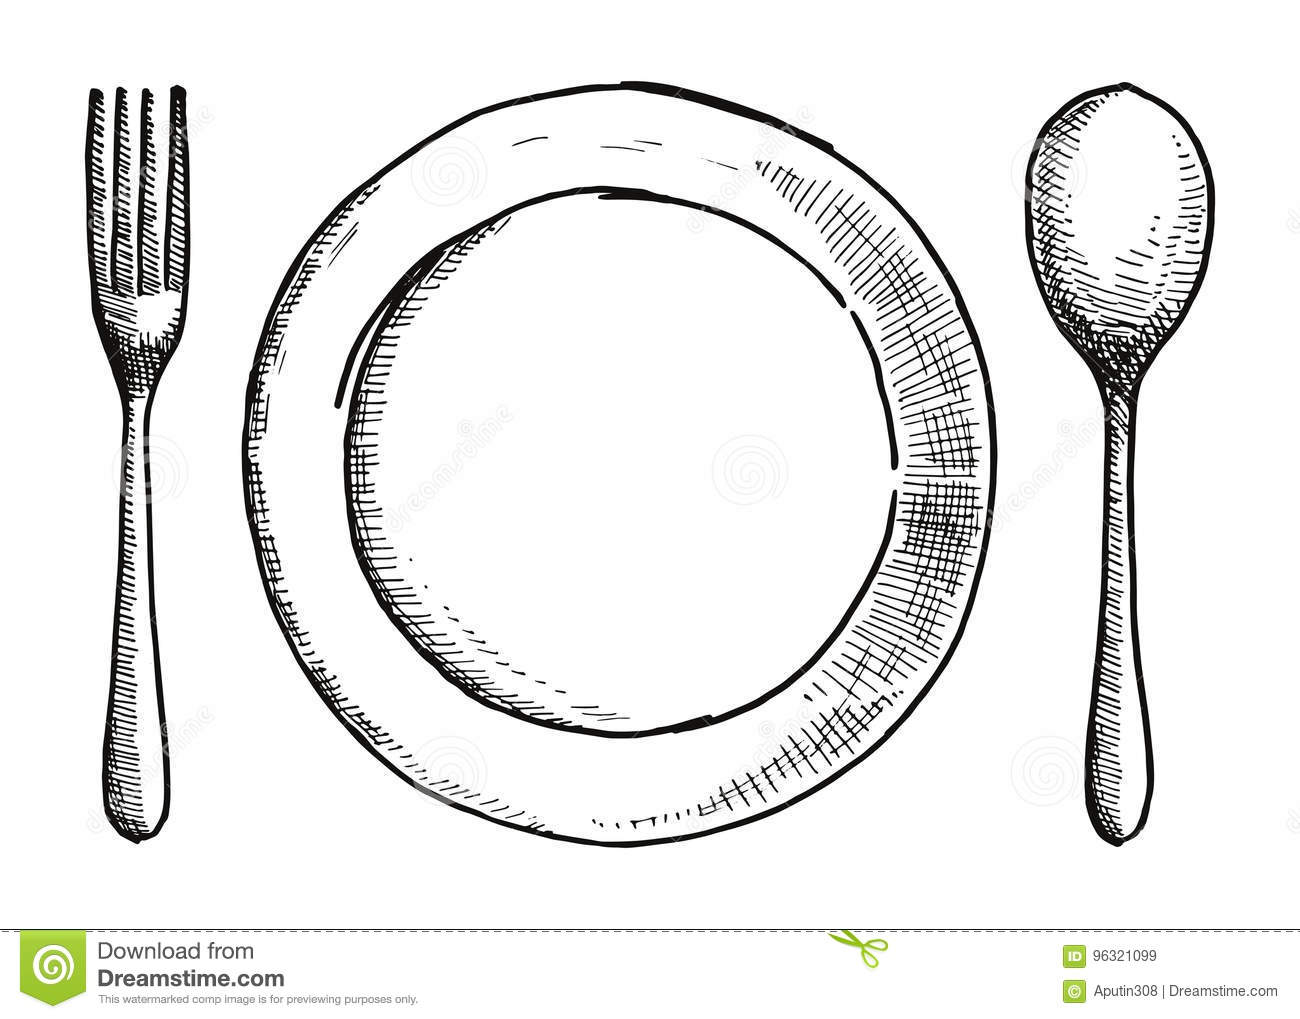 Download from
Dreamstime.com
This watermarked comp image is for previewing purposes only.
ID 96321099
© Aputin308 | Dreamstime.com